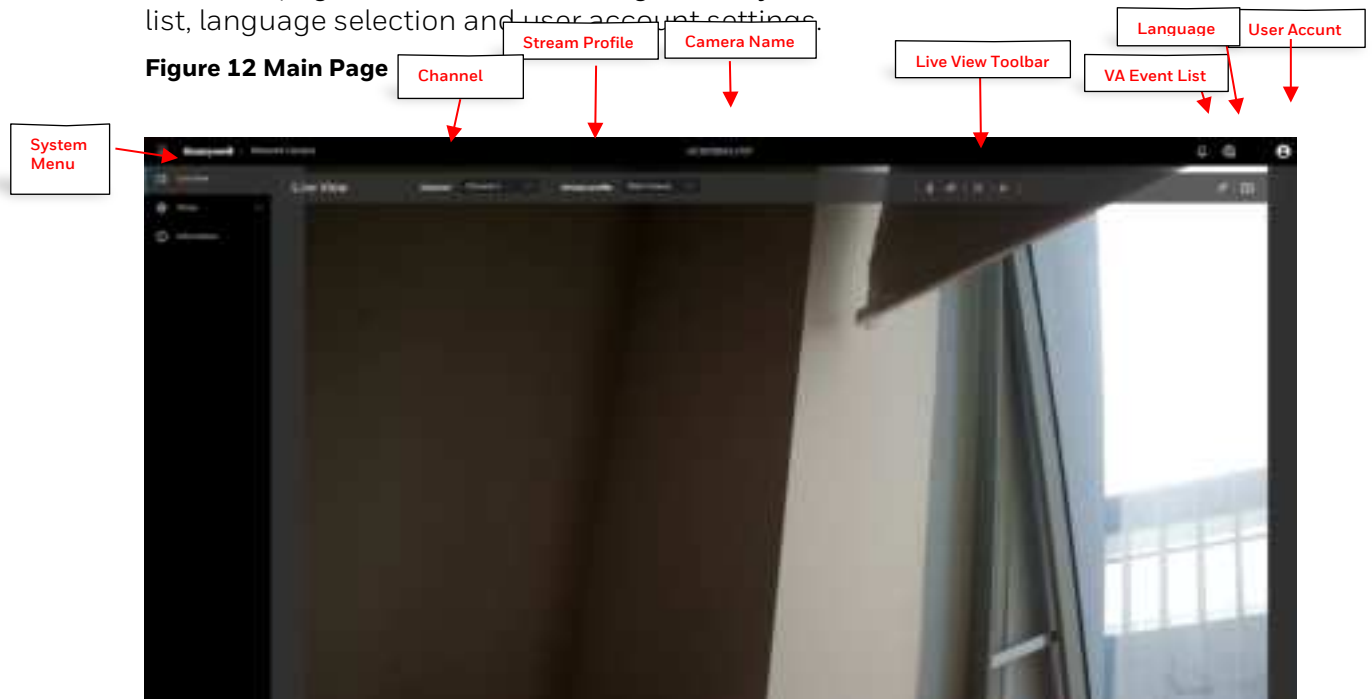 list, language selection and user account settings.
Stream Profile
Camera Name
Language
User Accunt
Figure 12 Main Page
Channel
Live View Toolbar
VA Event List
System
Menu
Honeywell
Live View